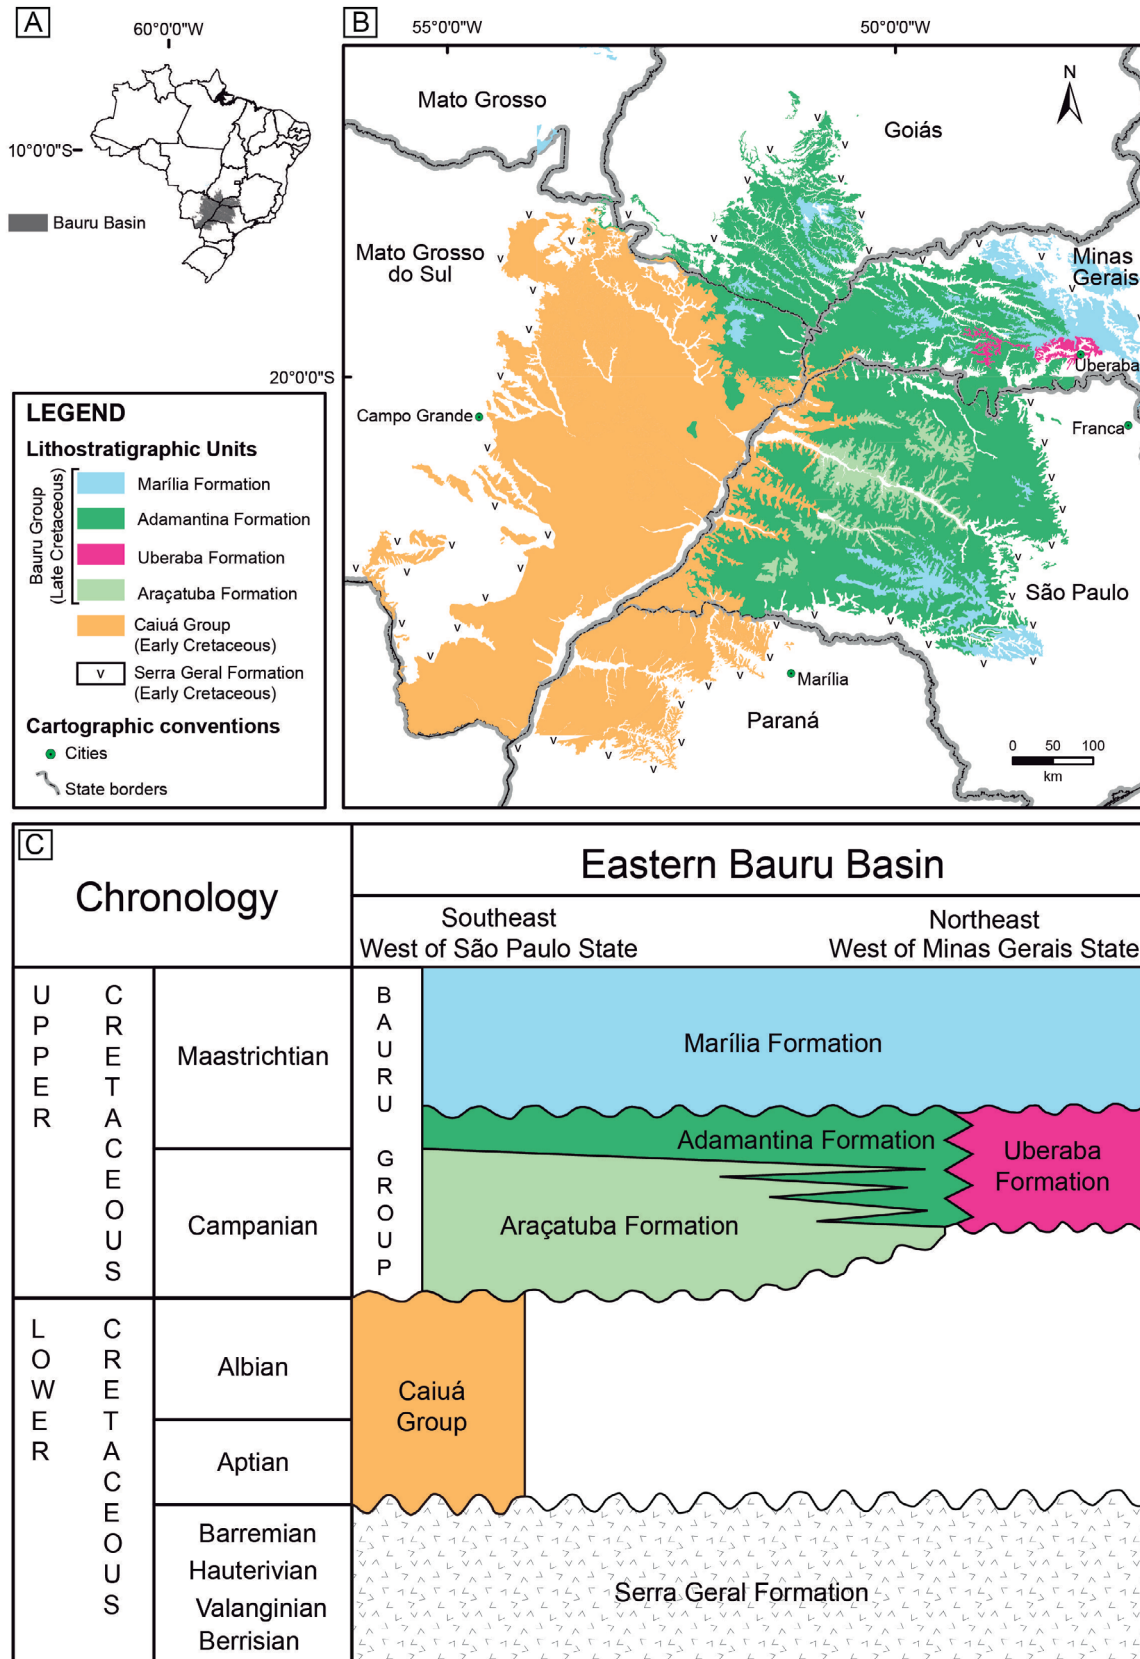 A
60°0'0"W
10°0'0"S
Bauru Basin
B
55°0'0"W
50°0'0"W
N
Mato Grosso
Goiás
Mato Grosso
do Sul
Minas
Gerais
Uberaba
20°0'0"S
Campo Grande
Franca
São Paulo
Marília
Paraná
0 50 100
km
LEGEND
Lithostratigraphic Units
Bauru Group
(Late Cretaceous)
Marília Formation
Adamantina Formation
Uberaba Formation
Araçatuba Formation
Caiuá Group
(Early Cretaceous)
v Serra Geral Formation
(Early Cretaceous)
Cartographic conventions
Cities
State borders
C
Chronology
Eastern Bauru Basin
Southeast
West of São Paulo State
Northeast
West of Minas Gerais State
UPPER
CRETACEOUS
Maastrichtian
Campanian
BAURU GROUP
Marília Formation
Adamantina Formation
Uberaba
Formation
Araçatuba Formation
LOWER
CRETACEOUS
Albian
Aptian
Caiuá
Group
Barremian
Hauterivian
Valanginian
Berrisian
Serra Geral Formation